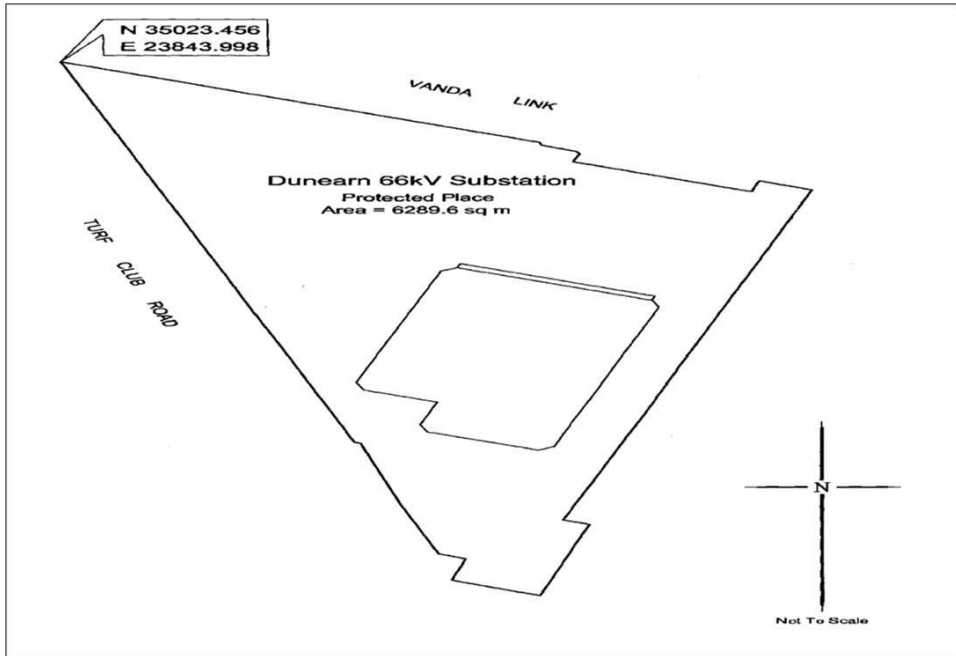 N 35023.456
E 23843.998
VANDA LINK
Dunearn 66kV Substation
Protected Place
Area = 6289.6 sq m
TURF CLUB ROAD
N
Not To Scale